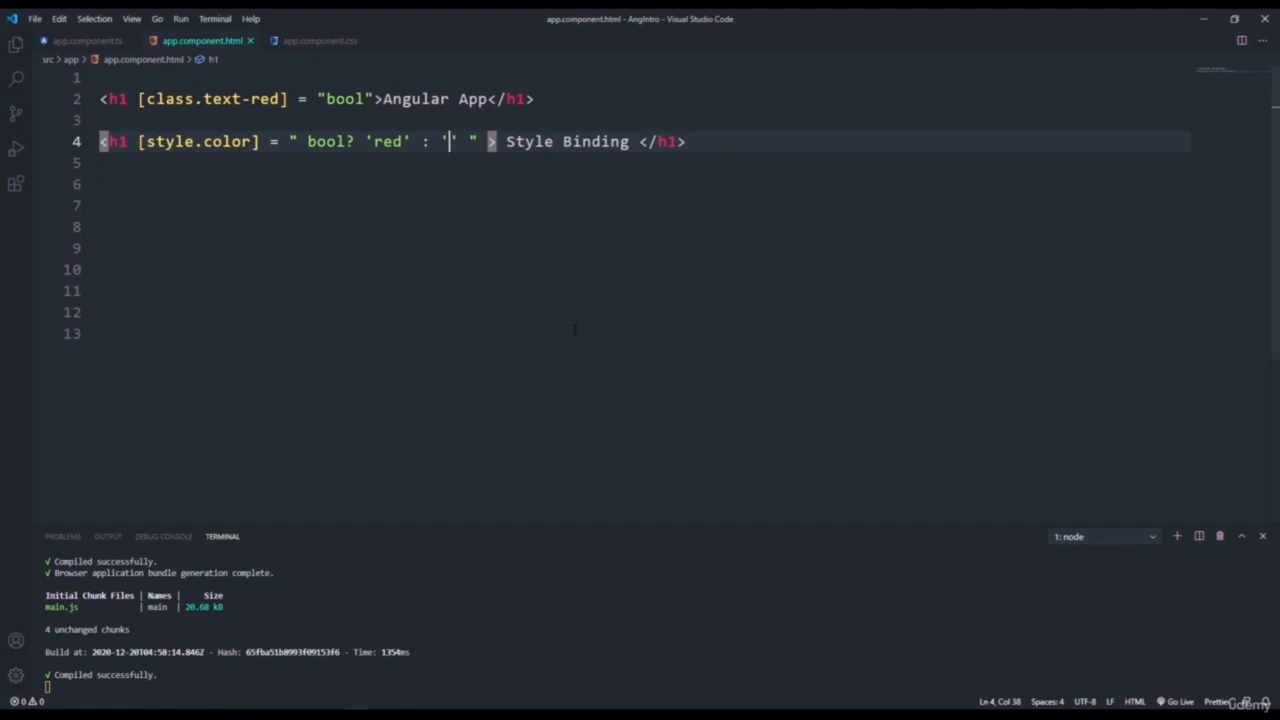 File Edit Selection View Go Run Terminal Help app.component.html - AngIntro - Visual Studio Code
app.component.ts app.component.html app.component.css
src > app > app.component.html > h1
1
2 <h1 [class.text-red] = "bool">Angular App</h1>
3
4 <h1 [style.color] = " bool? 'red' : '' " > Style Binding </h1>
5
6
7
8
9
10
11
12
13
PROBLEMS OUTPUT DEBUG CONSOLE TERMINAL 1: node
√ Compiled successfully.
√ Browser application bundle generation complete.
Initial Chunk Files | Names | Size
main.js | main | 20.68 kB
4 unchanged chunks
Build at: 2020-12-20T04:58:14.846Z - Hash: 65fba51b8993f09153f6 - Time: 1354ms
√ Compiled successfully.
0 0 Ln 4, Col 38 Spaces: 4 UTF-8 LF HTML Go Live Prettier
Udemy